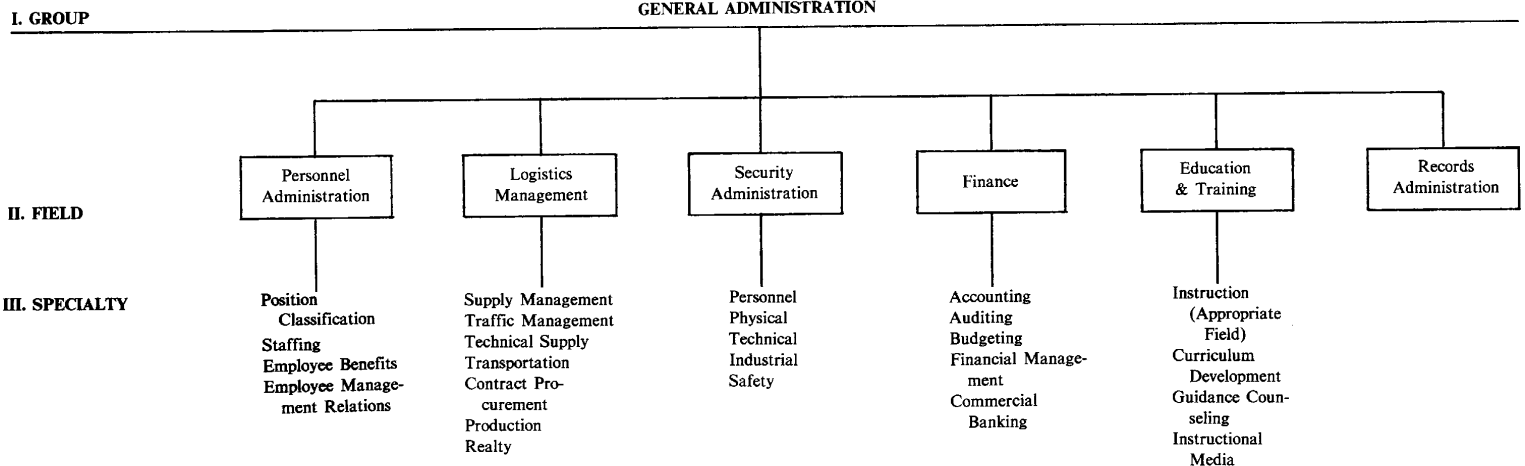 I. GROUP
GENERAL ADMINISTRATION
II. FIELD
Personnel
Administration
Logistics
Management
Security
Administration
Finance
Education
& Training
Records
Administration
III. SPECIALTY
Position
Classification
Staffing
Employee Benefits
Employee Manage-
ment Relations
Supply Management
Traffic Management
Technical Supply
Transportation
Contract Pro-
curement
Production
Realty
Personnel
Physical
Technical
Industrial
Safety
Accounting
Auditing
Budgeting
Financial Manage-
ment
Commercial
Banking
Instruction
(Appropriate
Field)
Curriculum
Development
Guidance Coun-
seling
Instructional
Media